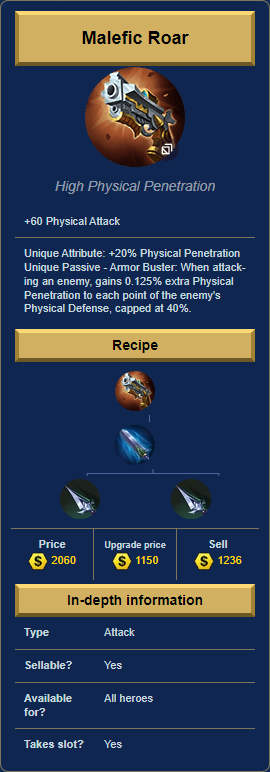 Malefic Roar
High Physical Penetration
+60 Physical Attack
Unique Attribute: +20% Physical Penetration
Unique Passive - Armor Buster: When attack-
ing an enemy, gains 0.125% extra Physical
Penetration to each point of the enemy's
Physical Defense, capped at 40%.
Recipe
Price Upgrade price Sell
2060 1150 1236
In-depth information
Type Attack
Sellable? Yes
Available All heroes
for?
Takes slot? Yes